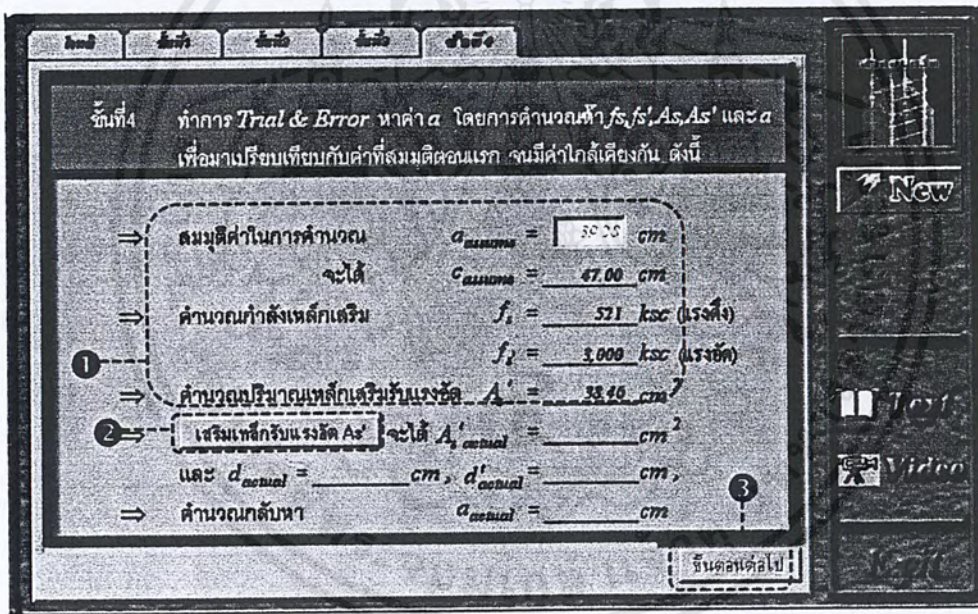 ขั้นที่4 ทำการ Trial & Error หาค่า a โดยการคำนวณค่า fs,fs',As,As' และ a
เพื่อมาเปรียบเทียบกับค่าที่สมมุติตอนแรก จนมีค่าใกล้เคียงกัน ดังนี้
New
⇒ สมมุติค่าในการคำนวณ a assume = cm
จะได้ c assume = 47.00 cm
⇒ คำนวณกำลังเหล็กเสริม fs = 521 ksc (แรงดึง)
fs' = 3,000 ksc (แรงอัด)
1
⇒ คำนวณปริมาณเหล็กเสริมรับแรงอัด As' = 38.46 cm²
2 ⇒ เสริมเหล็กรับแรงอัด As' จะได้ As' actual = cm²
และ d actual = cm , d' actual = cm ,
3
⇒ คำนวณกลับหา a actual = cm
ขั้นตอนต่อไป
Text
Video
Exit